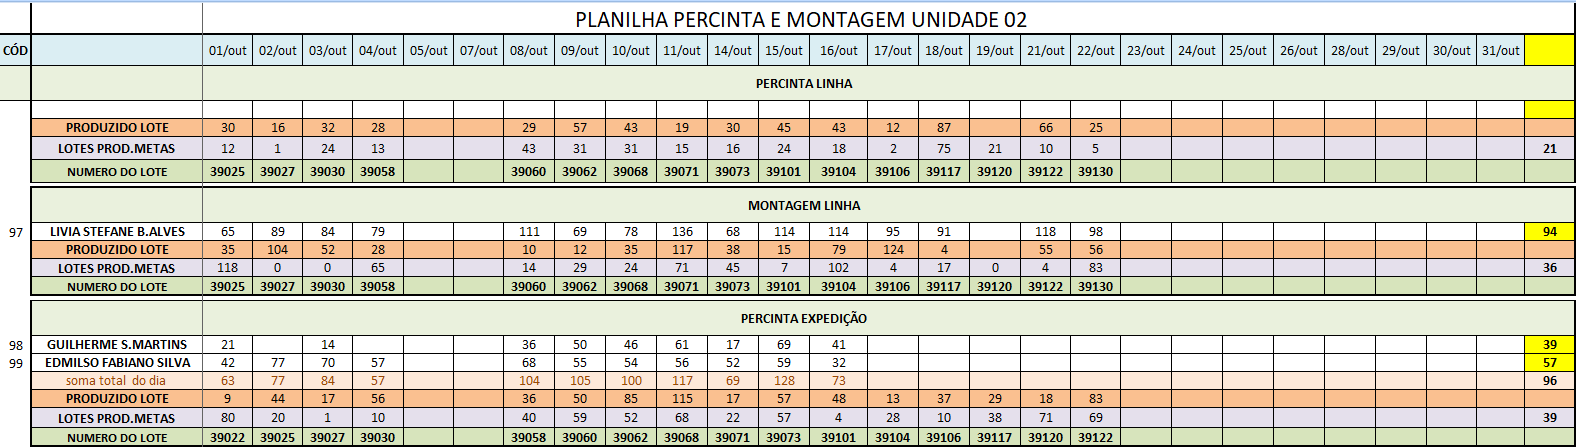 PLANILHA PERCINTA E MONTAGEM UNIDADE 02
CÓD 01/out 02/out 03/out 04/out 05/out 07/out 08/out 09/out 10/out 11/out 14/out 15/out 16/out 17/out 18/out 19/out 21/out 22/out 23/out 24/out 25/out 26/out 28/out 29/out 30/out 31/out
PERCINTA LINHA
PRODUZIDO LOTE 30 16 32 28 29 57 43 19 30 45 43 12 87 66 25
LOTES PROD.METAS 12 1 24 13 43 31 31 15 16 24 18 2 75 21 10 5 21
NUMERO DO LOTE 39025 39027 39030 39058 39060 39062 39068 39071 39073 39101 39104 39106 39117 39120 39122 39130
MONTAGEM LINHA
97 LIVIA STEFANE B.ALVES 65 89 84 79 111 69 78 136 68 114 114 95 91 118 98 94
PRODUZIDO LOTE 35 104 52 28 10 12 35 117 38 15 79 124 4 55 56
LOTES PROD.METAS 118 0 0 65 14 29 24 71 45 7 102 4 17 0 4 83 36
NUMERO DO LOTE 39025 39027 39030 39058 39060 39062 39068 39071 39073 39101 39104 39106 39117 39120 39122 39130
PERCINTA EXPEDIÇÃO
98 GUILHERME S.MARTINS 21 14 36 50 46 61 17 69 41 39
99 EDMILSO FABIANO SILVA 42 77 70 57 68 55 54 56 52 59 32 57
soma total do dia 63 77 84 57 104 105 100 117 69 128 73 96
PRODUZIDO LOTE 9 44 17 56 36 50 85 115 17 57 48 13 37 29 18 83
LOTES PROD.METAS 80 20 1 10 40 59 52 68 22 57 4 28 10 38 71 69 39
NUMERO DO LOTE 39022 39025 39027 39030 39058 39060 39062 39068 39071 39073 39101 39104 39106 39117 39120 39122